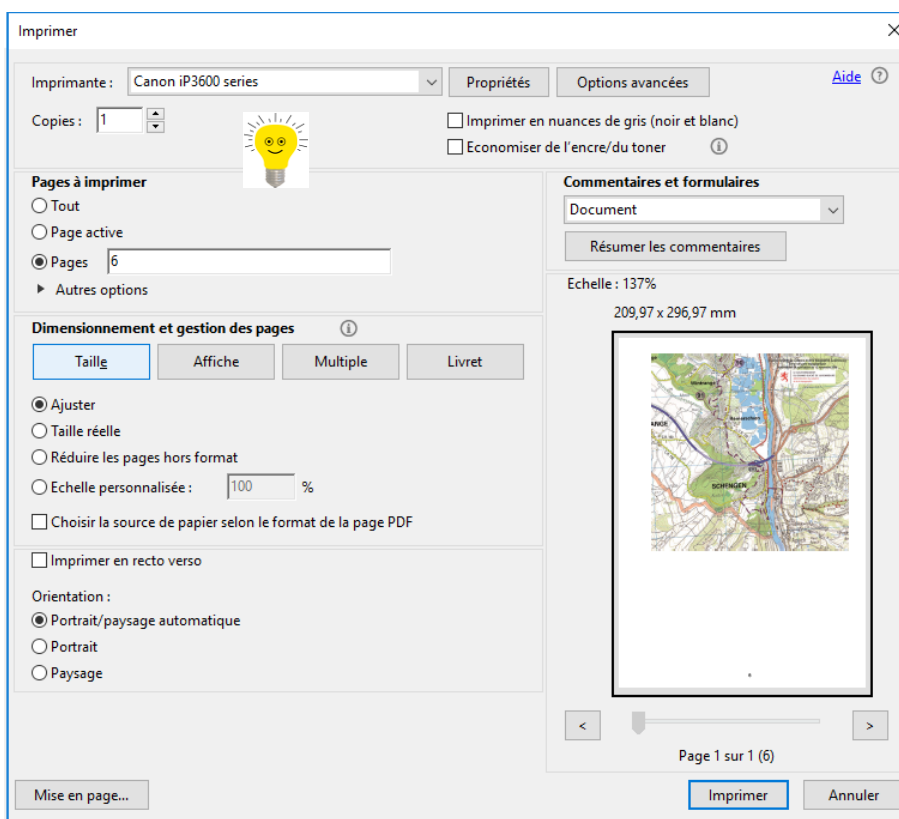 Imprimer
Imprimante : Canon iP3600 series Propriétés Options avancées Aide
Copies : 1
Imprimer en nuances de gris (noir et blanc)
Economiser de l'encre/du toner
Pages à imprimer
Tout
Page active
Pages 6
Autres options
Commentaires et formulaires
Document
Résumer les commentaires
Echelle : 137%
209,97 x 296,97 mm
SCHENGEN
Dimensionnement et gestion des pages
Taille Affiche Multiple Livret
Ajuster
Taille réelle
Réduire les pages hors format
Echelle personnalisée : 100 %
Choisir la source de papier selon le format de la page PDF
Imprimer en recto verso
Orientation :
Portrait/paysage automatique
Portrait
Paysage
< >
Page 1 sur 1 (6)
Mise en page... Imprimer Annuler